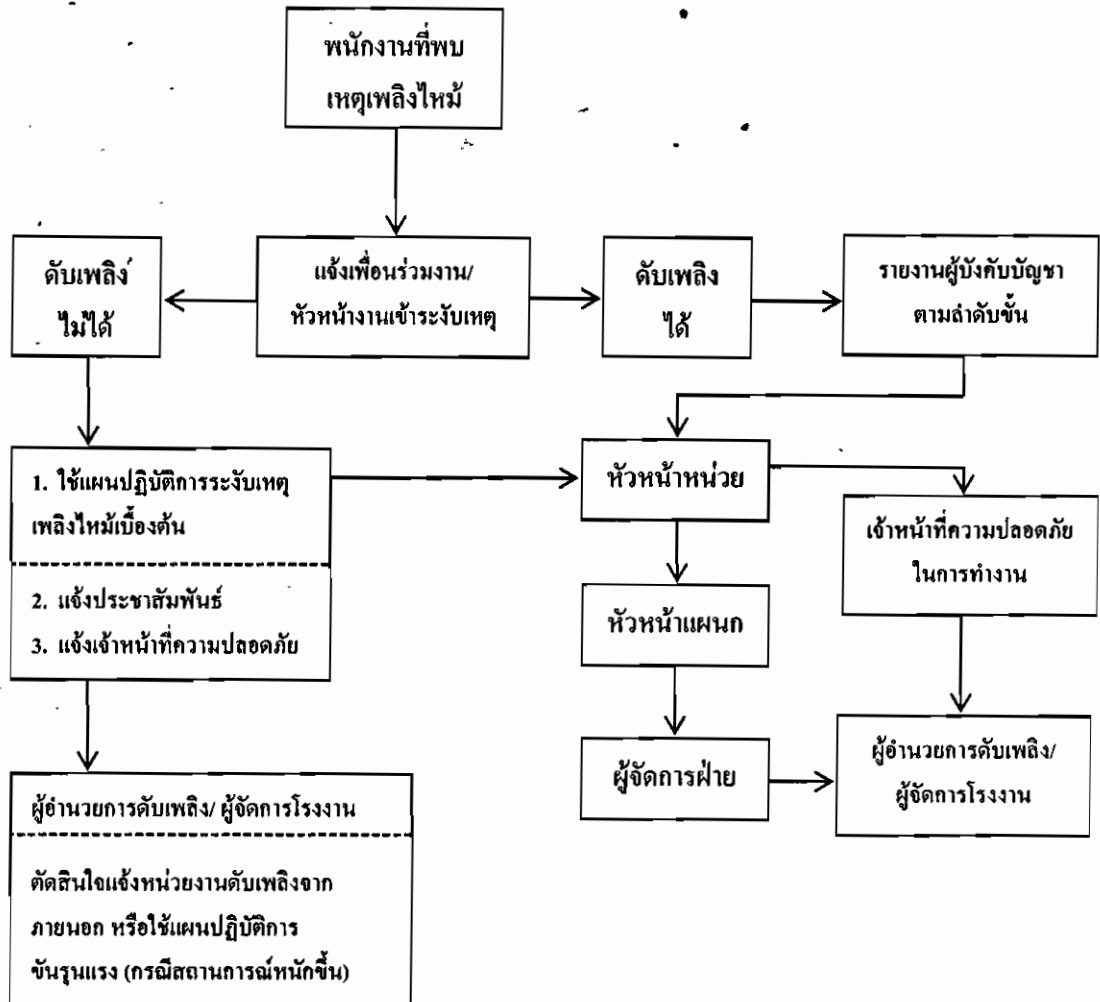 พนักงานที่พบ
เหตุเพลิงไหม้
ดับเพลิง
ไม่ได้
แจ้งเพื่อนร่วมงาน/
หัวหน้างานเข้าระงับเหตุ
ดับเพลิง
ได้
รายงานผู้บังคับบัญชา
ตามลำดับขั้น
1. ใช้แผนปฏิบัติการระงับเหตุ
เพลิงไหม้เบื้องต้น
2. แจ้งประชาสัมพันธ์
3. แจ้งเจ้าหน้าที่ความปลอดภัย
หัวหน้าหน่วย
เจ้าหน้าที่ความปลอดภัย
ในการทำงาน
หัวหน้าแผนก
ผู้จัดการฝ่าย
ผู้อำนวยการดับเพลิง/
ผู้จัดการโรงงาน
ผู้อำนวยการดับเพลิง/ ผู้จัดการโรงงาน
ตัดสินใจแจ้งหน่วยงานดับเพลิงจาก
ภายนอก หรือใช้แผนปฏิบัติการ
ขั้นรุนแรง (กรณีสถานการณ์หนักขึ้น)